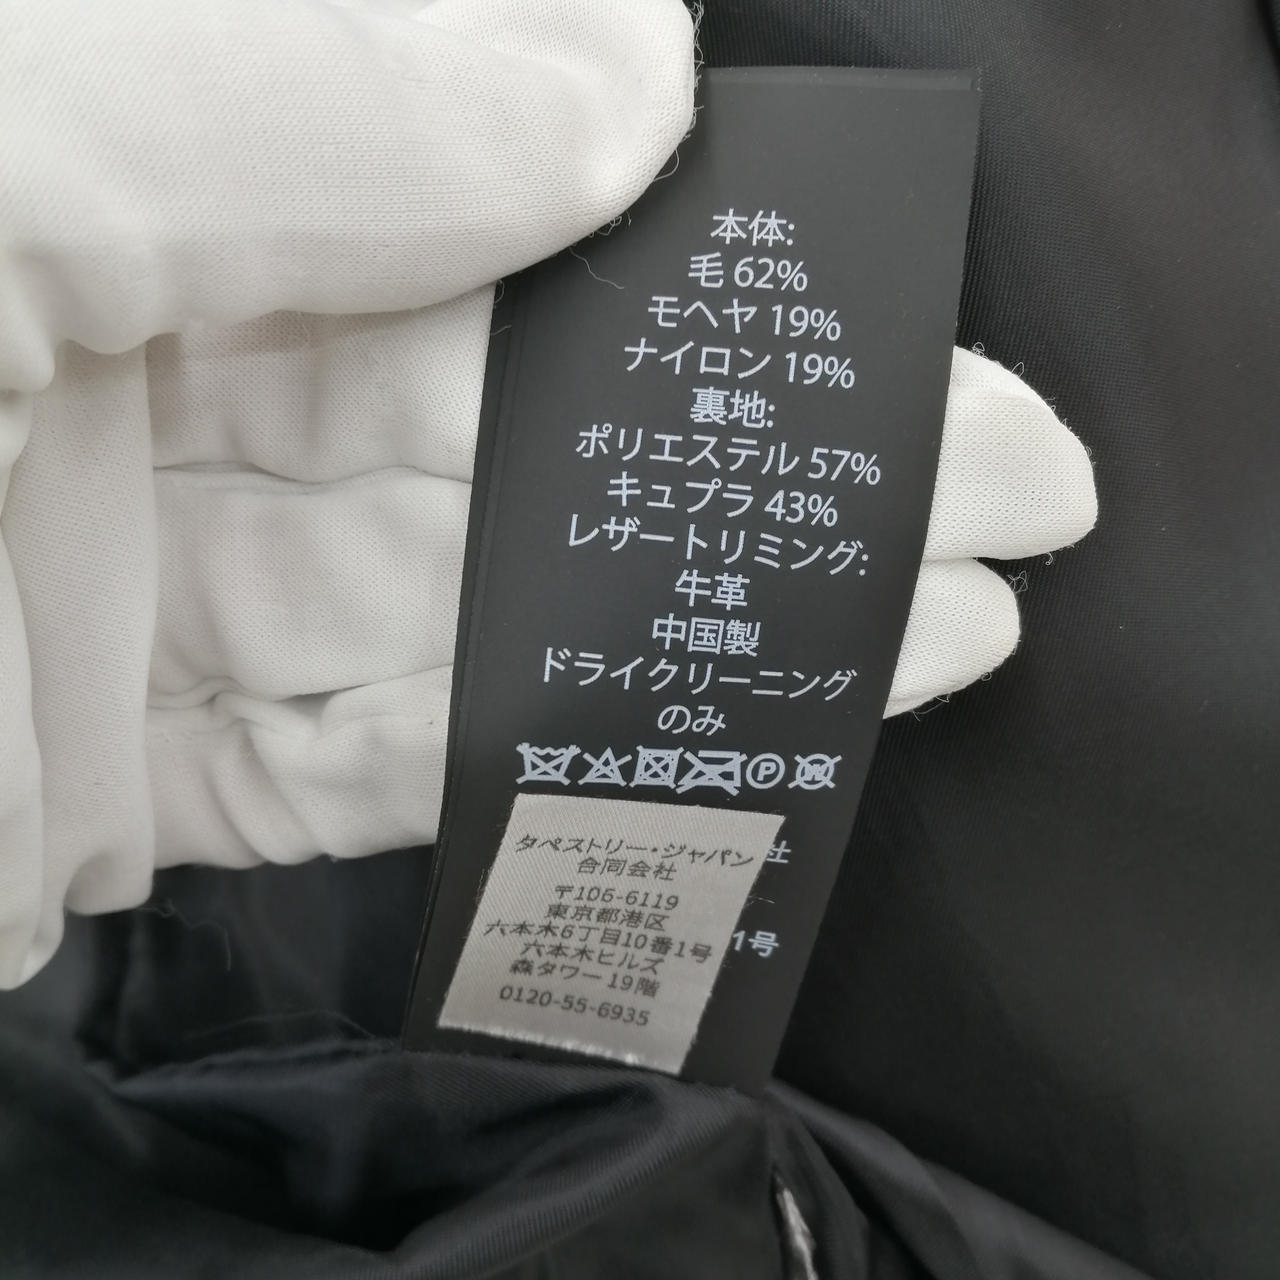 本体:
毛 62%
モヘヤ 19%
ナイロン 19%
裏地:
ポリエステル 57%
キュプラ 43%
レザートリミング:
牛革
中国製
ドライクリーニング
のみ
P W
タペストリー・ジャパン
合同会社
〒106-6119
東京都港区
六本木6丁目10番1号
六本木ヒルズ
森タワー 19階
0120-55-6935
社
1号